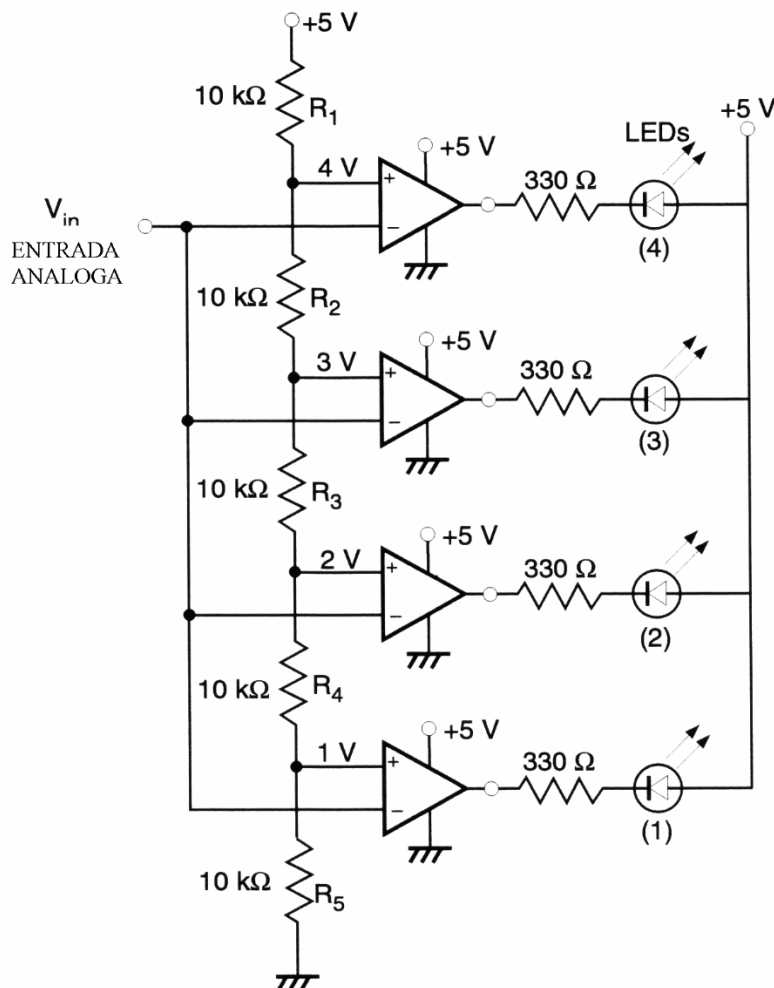 +5 V
10 kΩ R1
+5 V
LEDs
+5 V
4 V
330 Ω
+
−
(4)
Vin
ENTRADA
ANALOGA
10 kΩ R2
+5 V
3 V
330 Ω
+
−
(3)
10 kΩ R3
+5 V
2 V
330 Ω
+
−
(2)
10 kΩ R4
+5 V
1 V
330 Ω
+
−
(1)
10 kΩ R5